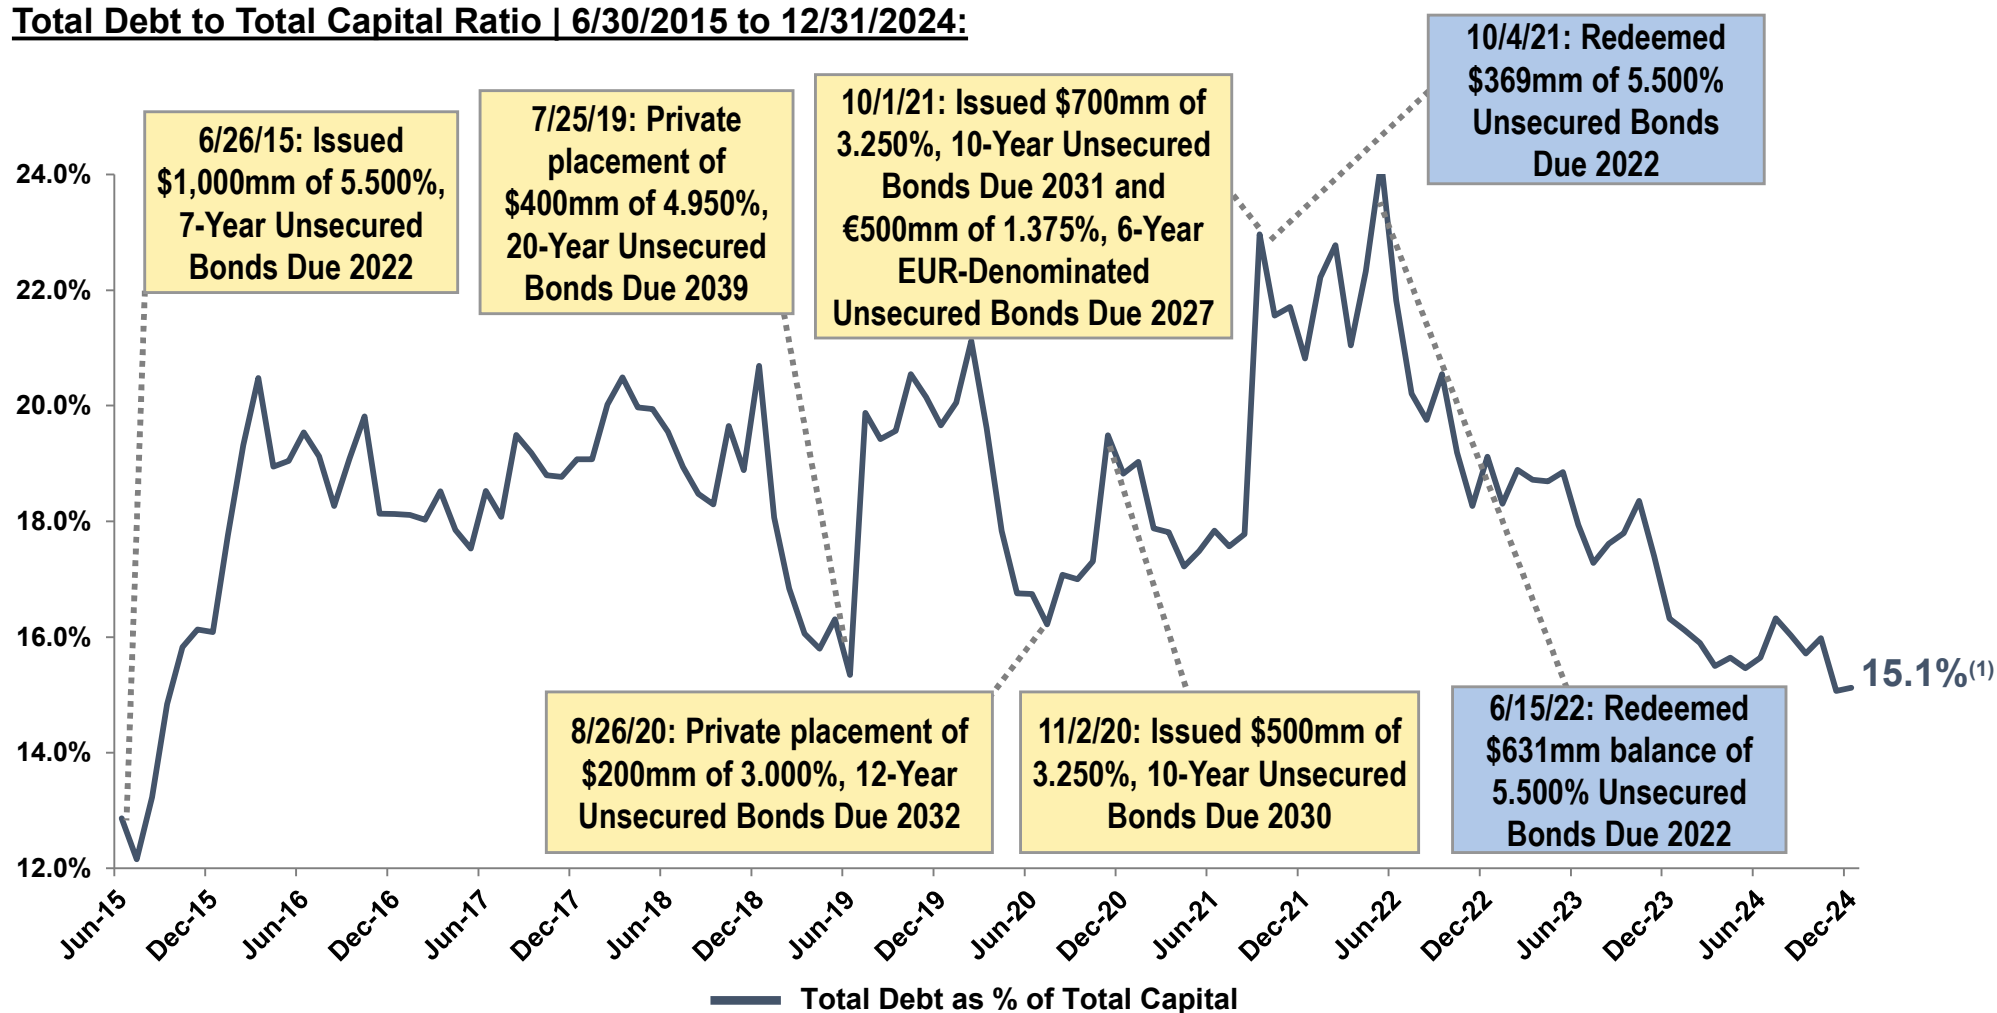 Total Debt to Total Capital Ratio | 6/30/2015 to 12/31/2024:
6/26/15: Issued
$1,000mm of 5.500%,
7-Year Unsecured
Bonds Due 2022
7/25/19: Private
placement of
$400mm of 4.950%,
20-Year Unsecured
Bonds Due 2039
10/1/21: Issued $700mm of
3.250%, 10-Year Unsecured
Bonds Due 2031 and
€500mm of 1.375%, 6-Year
EUR-Denominated
Unsecured Bonds Due 2027
10/4/21: Redeemed
$369mm of 5.500%
Unsecured Bonds
Due 2022
24.0%
22.0%
20.0%
18.0%
16.0%
14.0%
12.0%
15.1%(1)
8/26/20: Private placement of
$200mm of 3.000%, 12-Year
Unsecured Bonds Due 2032
11/2/20: Issued $500mm of
3.250%, 10-Year Unsecured
Bonds Due 2030
6/15/22: Redeemed
$631mm balance of
5.500% Unsecured
Bonds Due 2022
Jun-15
Dec-15
Jun-16
Dec-16
Jun-17
Dec-17
Jun-18
Dec-18
Jun-19
Dec-19
Jun-20
Dec-20
Jun-21
Dec-21
Jun-22
Dec-22
Jun-23
Dec-23
Jun-24
Dec-24
Total Debt as % of Total Capital